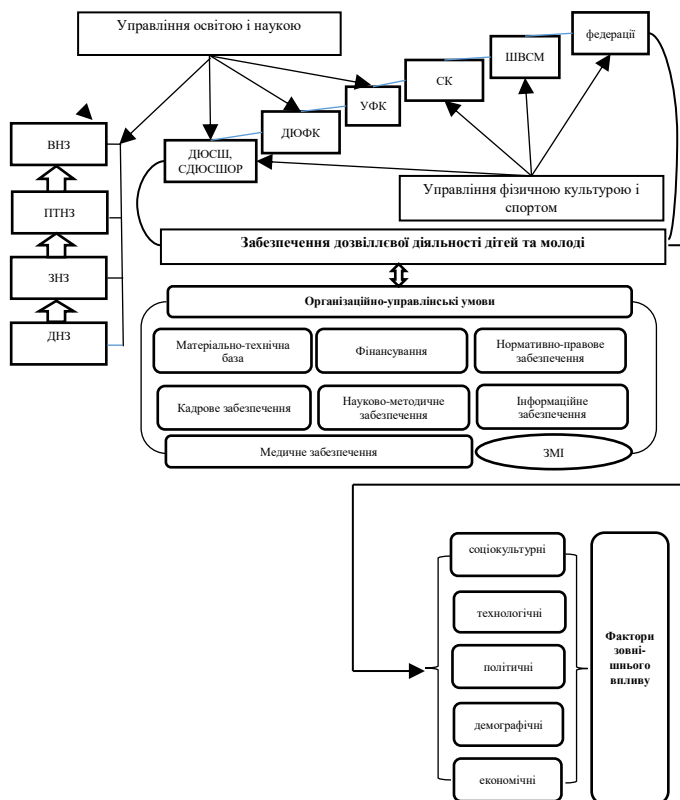 Управління освітою і наукою
федерації
ШВСМ
СК
УФК
ДЮФК
ДЮСШ,
СДЮСШОР
ВНЗ
ПТНЗ
ЗНЗ
ДНЗ
Управління фізичною культурою і
спортом
Забезпечення дозвіллєвої діяльності дітей та молоді
Організаційно-управлінські умови
Матеріально-технічна
база
Фінансування
Нормативно-правове
забезпечення
Кадрове забезпечення
Науково-методичне
забезпечення
Інформаційне
забезпечення
Медичне забезпечення
ЗМІ
соціокультурні
технологічні
політичні
демографічні
економічні
Фактори
зовні-
шнього
впливу